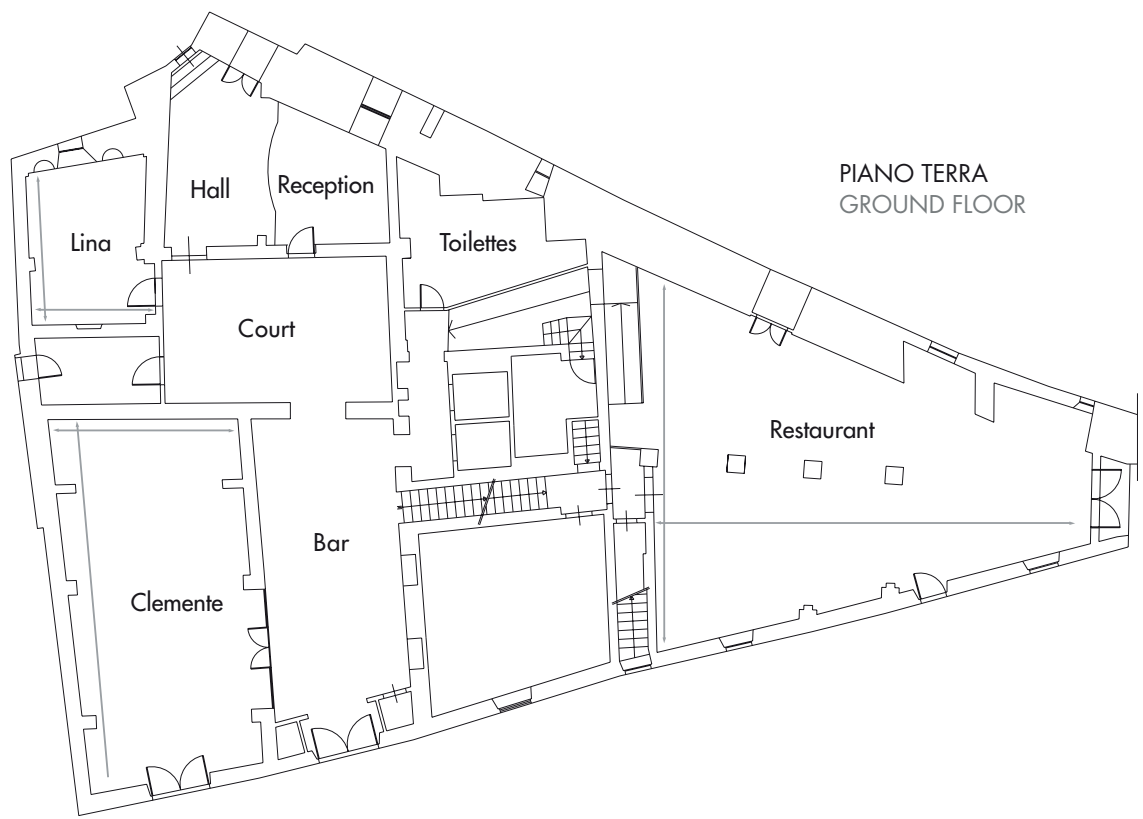 PIANO TERRA
GROUND FLOOR
Hall
Reception
Lina
Toilettes
Court
Restaurant
Bar
Clemente